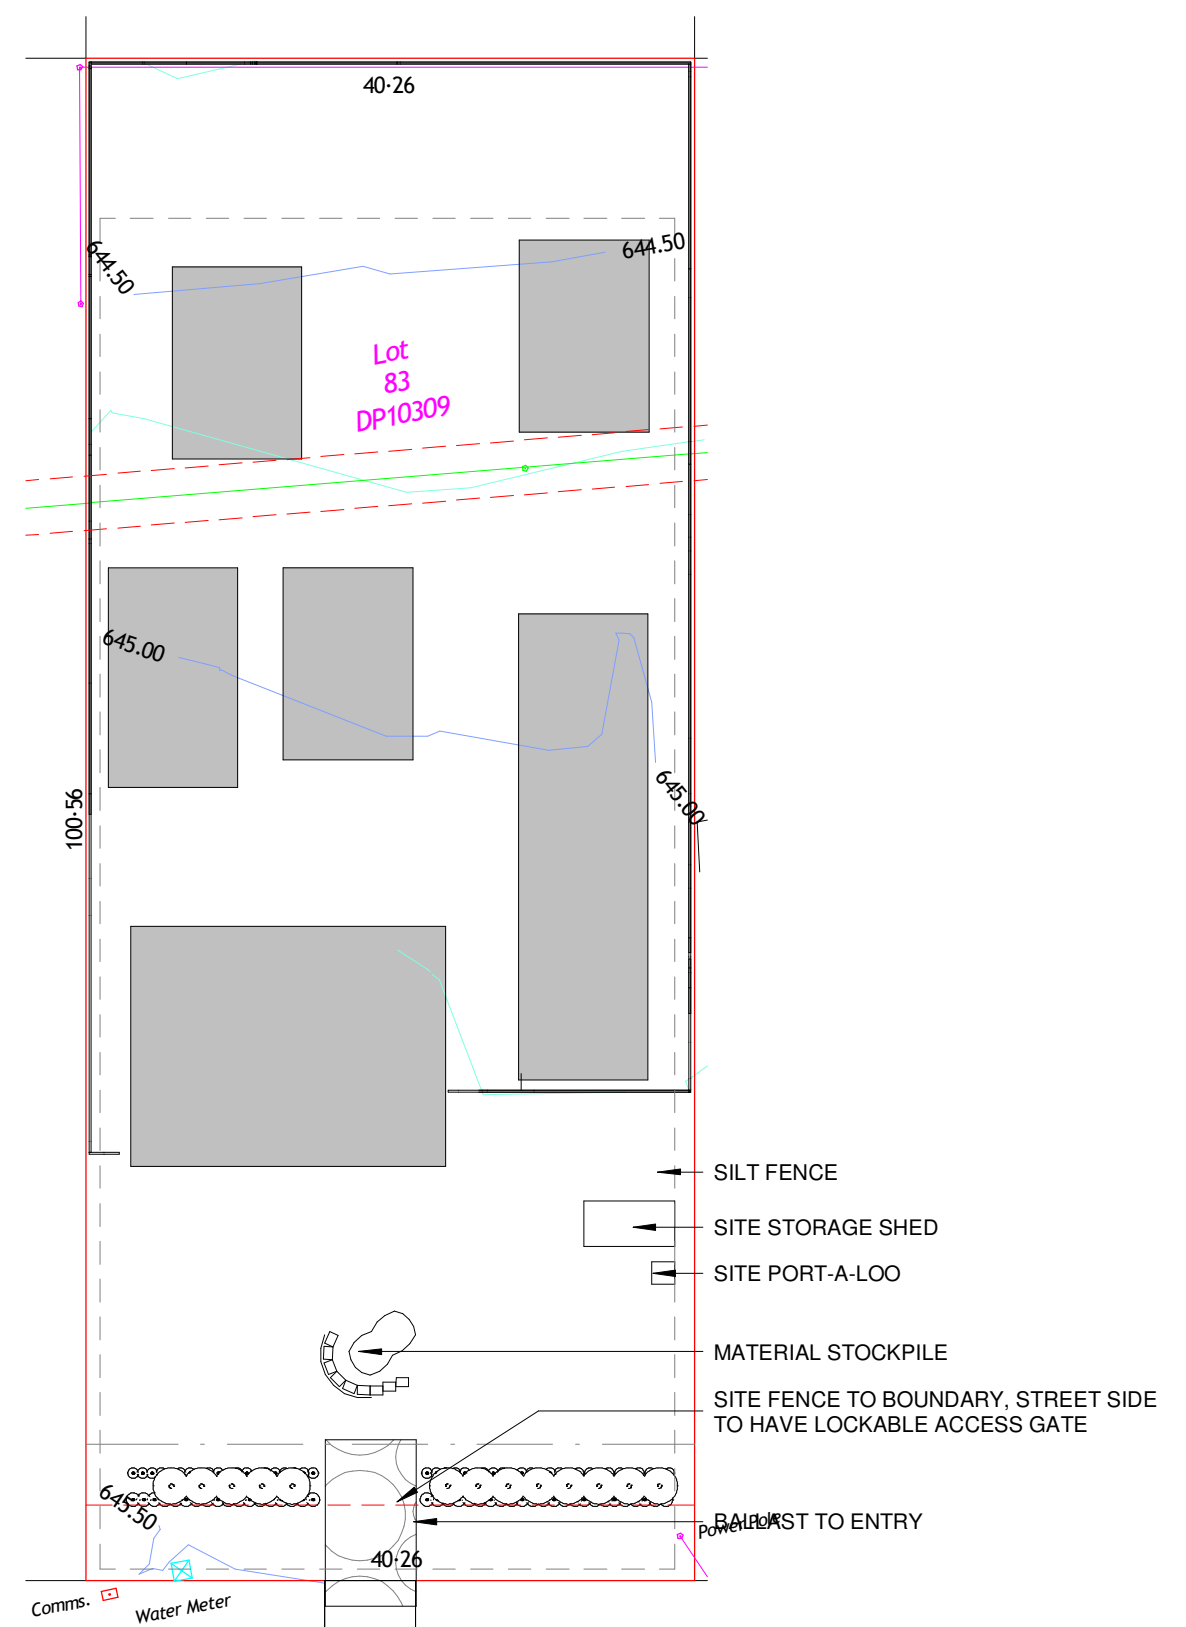 40·26
644.50
644.50
Lot
83
DP10309
645.00
645.00
100·56
SILT FENCE
SITE STORAGE SHED
SITE PORT-A-LOO
MATERIAL STOCKPILE
SITE FENCE TO BOUNDARY, STREET SIDE
TO HAVE LOCKABLE ACCESS GATE
645.50
BALLAST TO ENTRY
Power Pole
40·26
Comms.
Water Meter